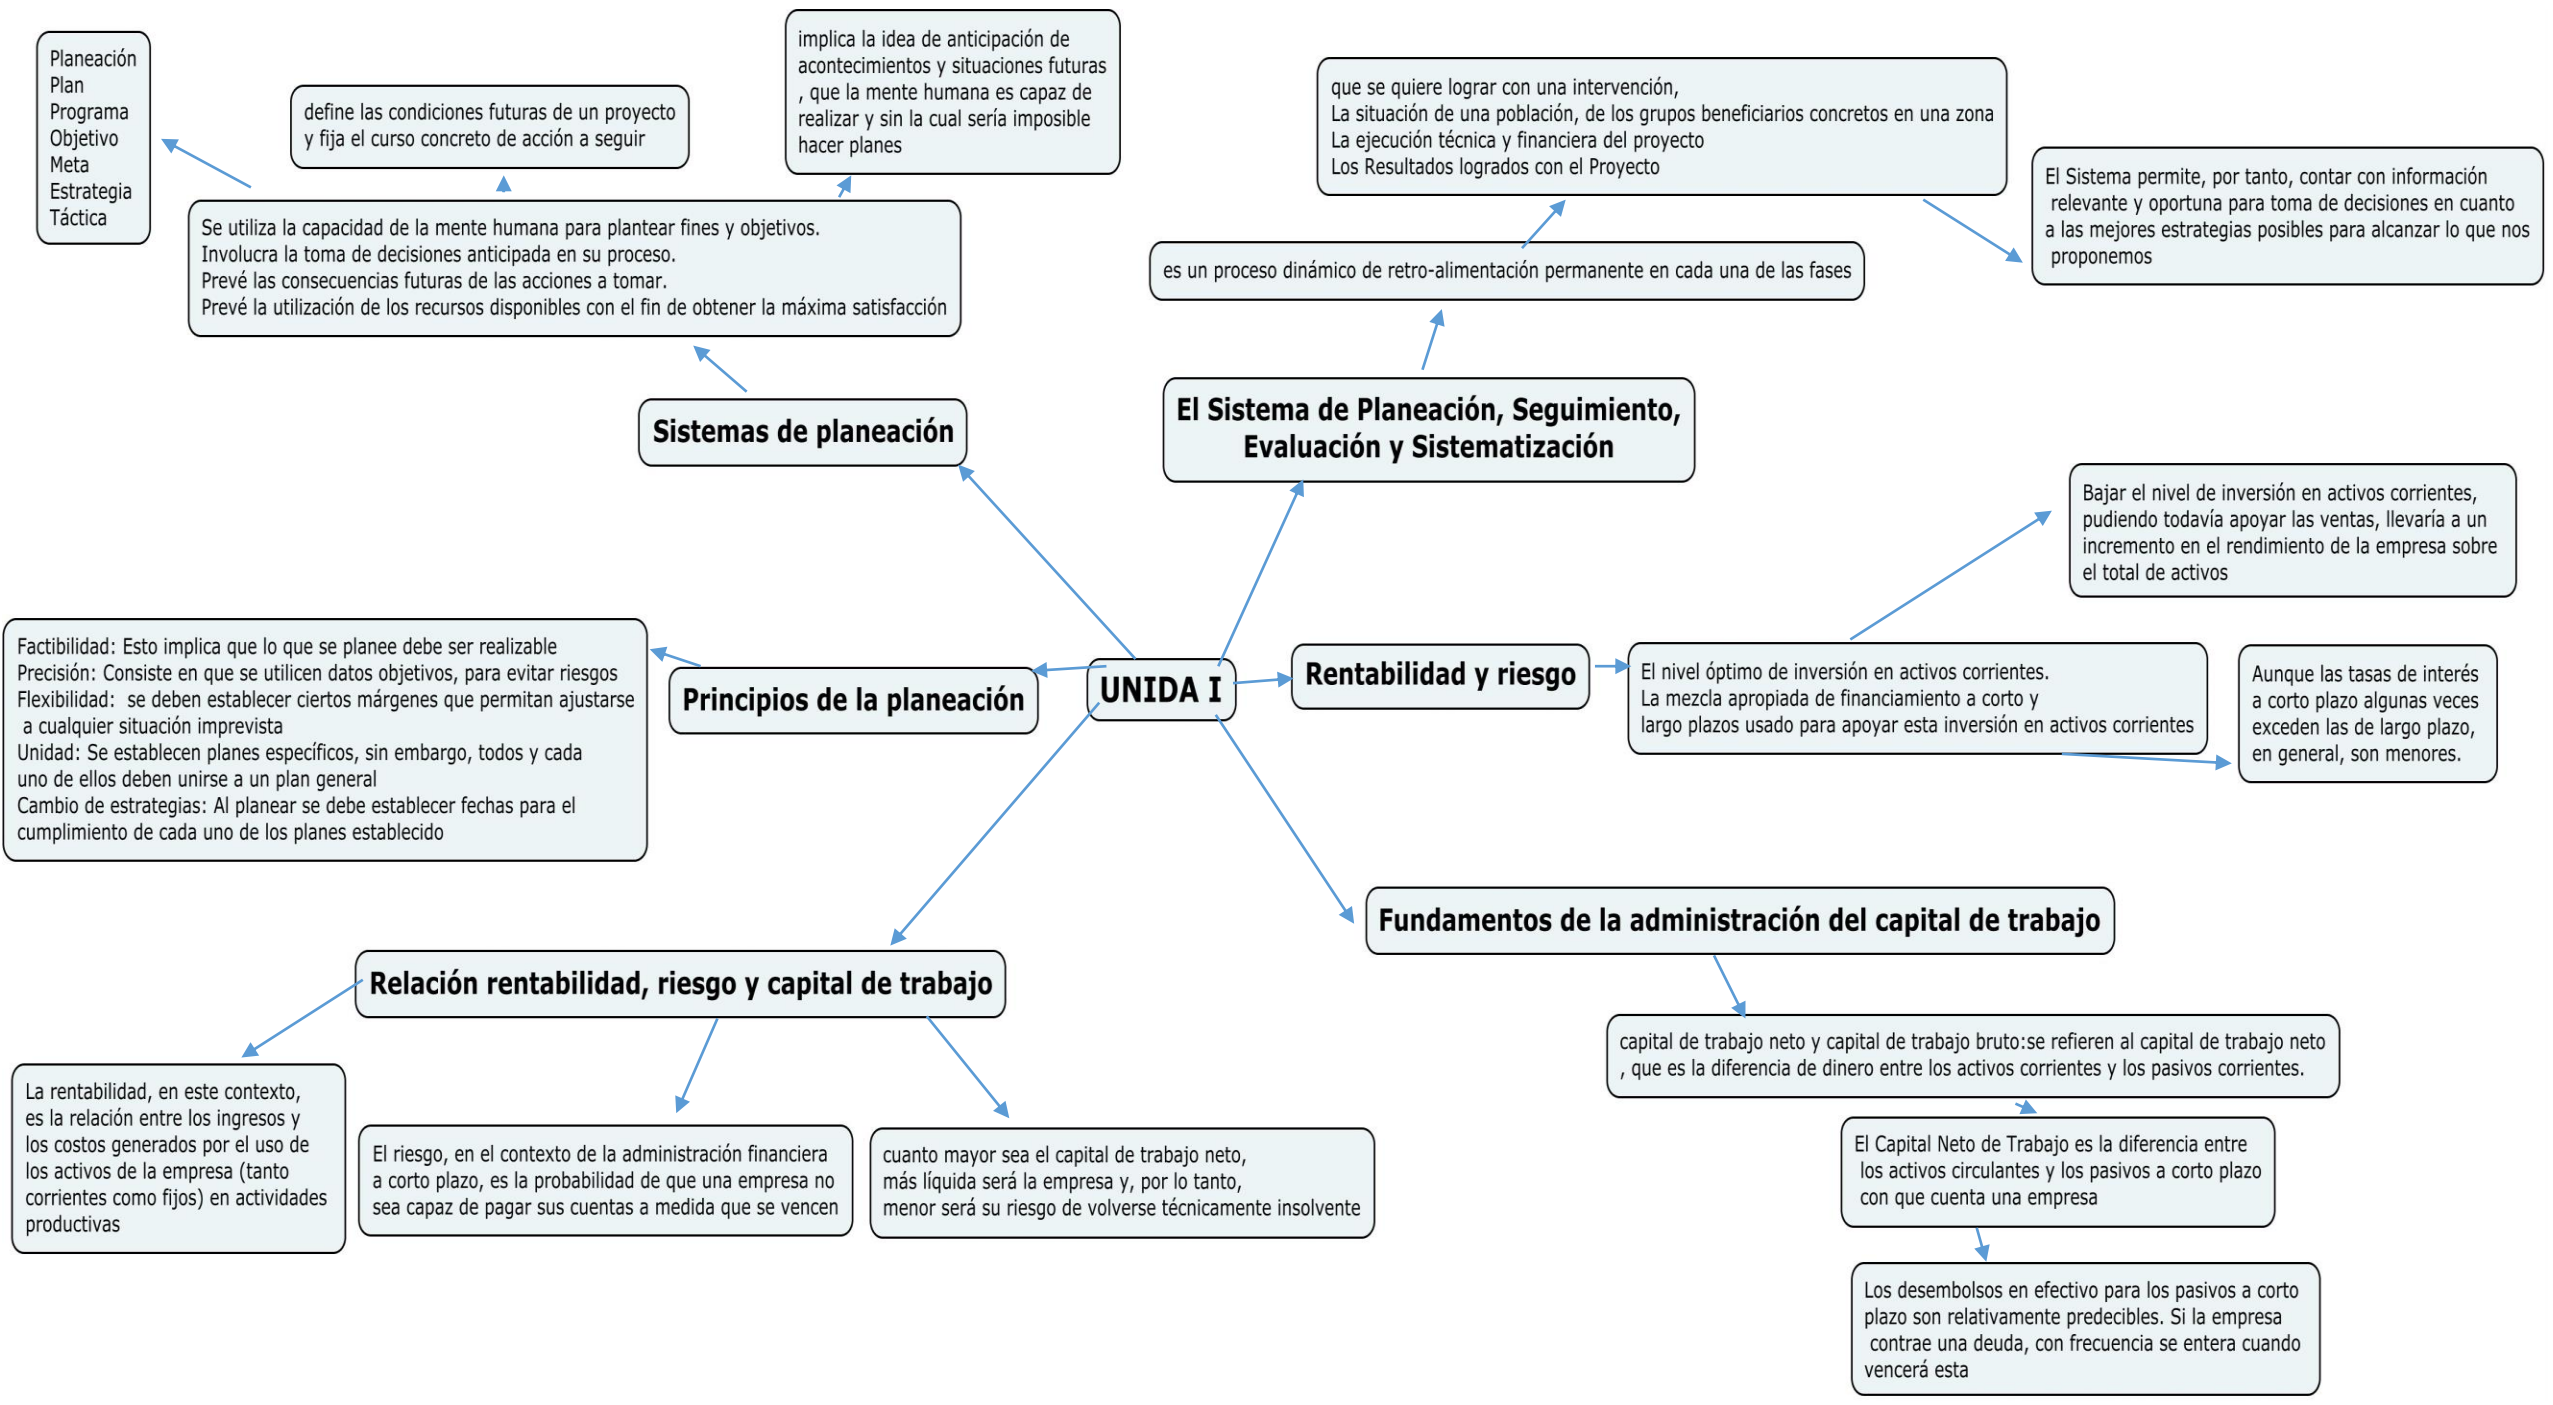 Planeación
Plan
Programa
Objetivo
Meta
Estrategia
Táctica
define las condiciones futuras de un proyecto
y fija el curso concreto de acción a seguir
implica la idea de anticipación de
acontecimientos y situaciones futuras
, que la mente humana es capaz de
realizar y sin la cual sería imposible
hacer planes
Se utiliza la capacidad de la mente humana para plantear fines y objetivos.
Involucra la toma de decisiones anticipada en su proceso.
Prevé las consecuencias futuras de las acciones a tomar.
Prevé la utilización de los recursos disponibles con el fin de obtener la máxima satisfacción
Sistemas de planeación
que se quiere lograr con una intervención,
La situación de una población, de los grupos beneficiarios concretos en una zona
La ejecución técnica y financiera del proyecto
Los Resultados logrados con el Proyecto
El Sistema permite, por tanto, contar con información
relevante y oportuna para toma de decisiones en cuanto
a las mejores estrategias posibles para alcanzar lo que nos
proponemos
es un proceso dinámico de retro-alimentación permanente en cada una de las fases
El Sistema de Planeación, Seguimiento,
Evaluación y Sistematización
Bajar el nivel de inversión en activos corrientes,
pudiendo todavía apoyar las ventas, llevaría a un
incremento en el rendimiento de la empresa sobre
el total de activos
Factibilidad: Esto implica que lo que se planee debe ser realizable
Precisión: Consiste en que se utilicen datos objetivos, para evitar riesgos
Flexibilidad:  se deben establecer ciertos márgenes que permitan ajustarse
a cualquier situación imprevista
Unidad: Se establecen planes específicos, sin embargo, todos y cada
uno de ellos deben unirse a un plan general
Cambio de estrategias: Al planear se debe establecer fechas para el
cumplimiento de cada uno de los planes establecido
Principios de la planeación
UNIDA I
Rentabilidad y riesgo
El nivel óptimo de inversión en activos corrientes.
La mezcla apropiada de financiamiento a corto y
largo plazos usado para apoyar esta inversión en activos corrientes
Aunque las tasas de interés
a corto plazo algunas veces
exceden las de largo plazo,
en general, son menores.
Fundamentos de la administración del capital de trabajo
Relación rentabilidad, riesgo y capital de trabajo
La rentabilidad, en este contexto,
es la relación entre los ingresos y
los costos generados por el uso de
los activos de la empresa (tanto
corrientes como fijos) en actividades
productivas
El riesgo, en el contexto de la administración financiera
a corto plazo, es la probabilidad de que una empresa no
sea capaz de pagar sus cuentas a medida que se vencen
cuanto mayor sea el capital de trabajo neto,
más líquida será la empresa y, por lo tanto,
menor será su riesgo de volverse técnicamente insolvente
capital de trabajo neto y capital de trabajo bruto:se refieren al capital de trabajo neto
, que es la diferencia de dinero entre los activos corrientes y los pasivos corrientes.
El Capital Neto de Trabajo es la diferencia entre
los activos circulantes y los pasivos a corto plazo
con que cuenta una empresa
Los desembolsos en efectivo para los pasivos a corto
plazo son relativamente predecibles. Si la empresa
contrae una deuda, con frecuencia se entera cuando
vencerá esta